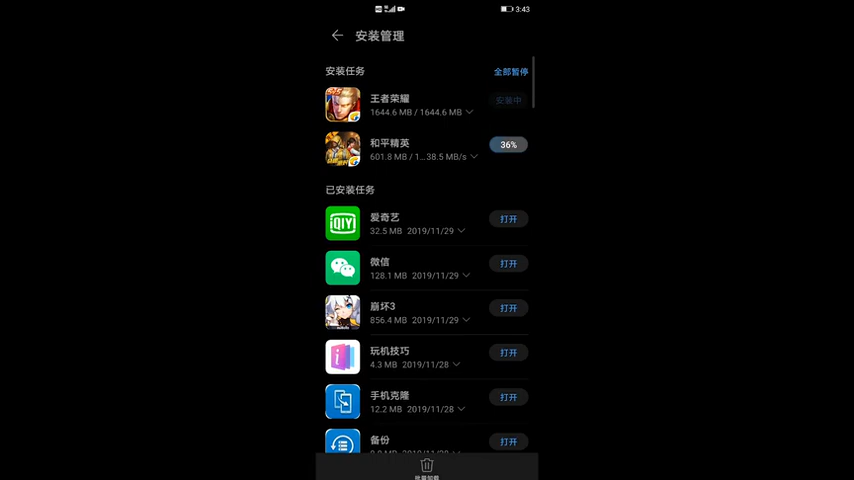 3:43
安装管理
安装任务
全部暂停
王者荣耀
安装中
1644.6 MB / 1644.6 MB
和平精英
36%
601.8 MB / 1...38.5 MB/s
已安装任务
爱奇艺
打开
32.5 MB 2019/11/29
微信
打开
128.1 MB 2019/11/29
崩坏3
打开
856.4 MB 2019/11/29
玩机技巧
打开
4.3 MB 2019/11/28
手机克隆
打开
12.2 MB 2019/11/28
备份
打开
iQIY